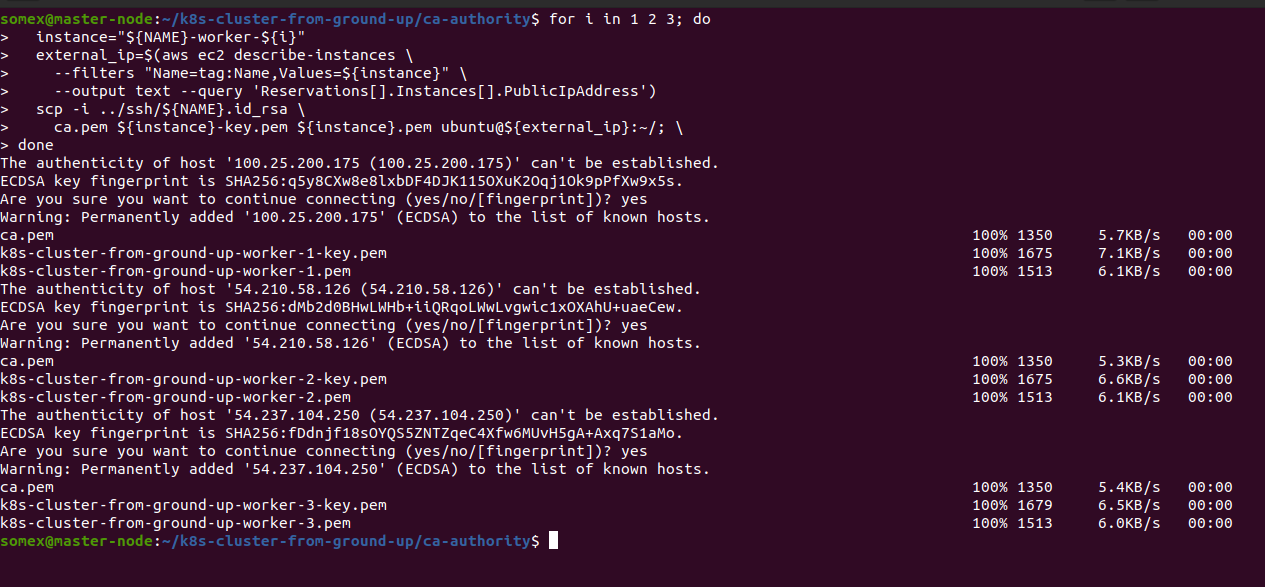 somex@master-node:~/k8s-cluster-from-ground-up/ca-authority$ for i in 1 2 3; do
>   instance="${NAME}-worker-${i}"
>   external_ip=$(aws ec2 describe-instances \
>     --filters "Name=tag:Name,Values=${instance}" \
>     --output text --query 'Reservations[].Instances[].PublicIpAddress')
>   scp -i ../ssh/${NAME}.id_rsa \
>     ca.pem ${instance}-key.pem ${instance}.pem ubuntu@${external_ip}:~/; \
> done
The authenticity of host '100.25.200.175 (100.25.200.175)' can't be established.
ECDSA key fingerprint is SHA256:q5y8CXw8e8lxbDF4DJK115OXuK2Oqj1Ok9pPfXw9x5s.
Are you sure you want to continue connecting (yes/no/[fingerprint])? yes
Warning: Permanently added '100.25.200.175' (ECDSA) to the list of known hosts.
ca.pem 100% 1350 5.7KB/s 00:00
k8s-cluster-from-ground-up-worker-1-key.pem 100% 1675 7.1KB/s 00:00
k8s-cluster-from-ground-up-worker-1.pem 100% 1513 6.1KB/s 00:00
The authenticity of host '54.210.58.126 (54.210.58.126)' can't be established.
ECDSA key fingerprint is SHA256:dMb2d0BHwLWHb+iiQRqoLWwLvgwic1xOXAhU+uaeCew.
Are you sure you want to continue connecting (yes/no/[fingerprint])? yes
Warning: Permanently added '54.210.58.126' (ECDSA) to the list of known hosts.
ca.pem 100% 1350 5.3KB/s 00:00
k8s-cluster-from-ground-up-worker-2-key.pem 100% 1675 6.6KB/s 00:00
k8s-cluster-from-ground-up-worker-2.pem 100% 1513 6.1KB/s 00:00
The authenticity of host '54.237.104.250 (54.237.104.250)' can't be established.
ECDSA key fingerprint is SHA256:fDdnjf18sOYQS5ZNTZqeC4Xfw6MUvH5gA+Axq7S1aMo.
Are you sure you want to continue connecting (yes/no/[fingerprint])? yes
Warning: Permanently added '54.237.104.250' (ECDSA) to the list of known hosts.
ca.pem 100% 1350 5.4KB/s 00:00
k8s-cluster-from-ground-up-worker-3-key.pem 100% 1679 6.5KB/s 00:00
k8s-cluster-from-ground-up-worker-3.pem 100% 1513 6.0KB/s 00:00
somex@master-node:~/k8s-cluster-from-ground-up/ca-authority$